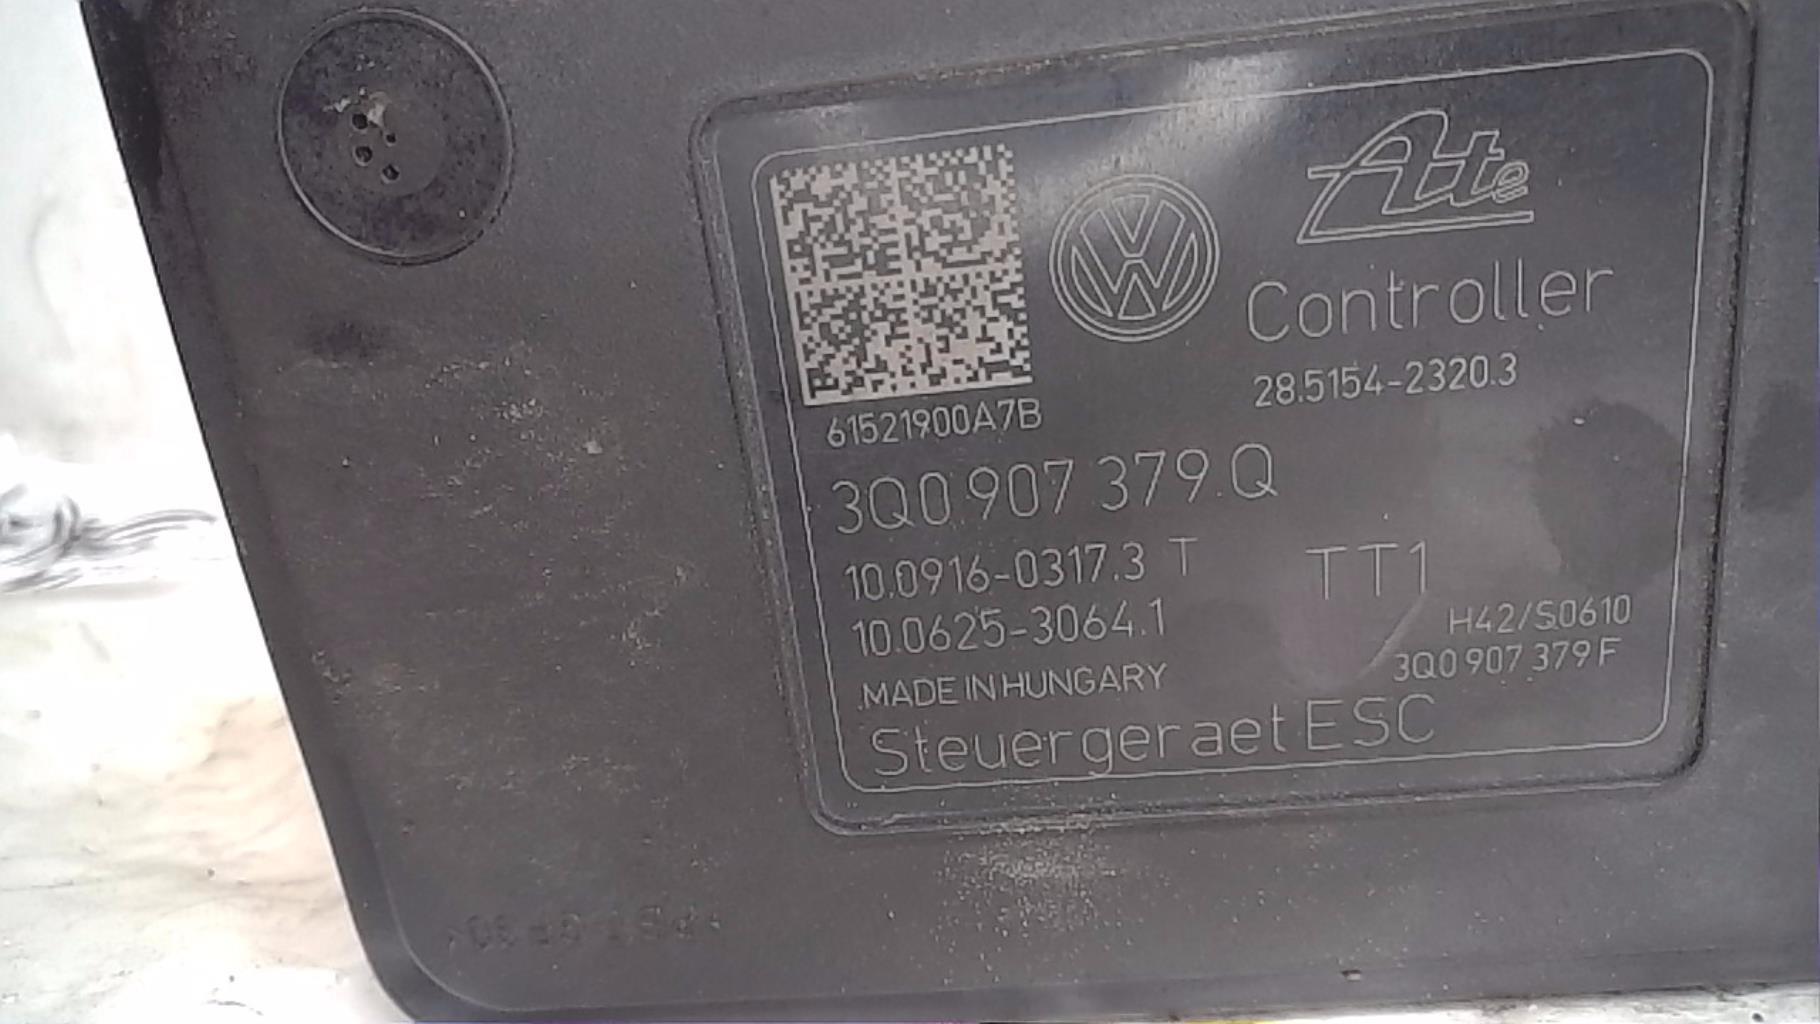 Ate
Controller
28.5154-2320.3
61521900A7B
3Q0 907 379 Q
10.0916-0317.3 T
TT1
10.0625-3064.1
H42/S0610
3Q0 907 379 F
MADE IN HUNGARY
Steuergeraet ESC